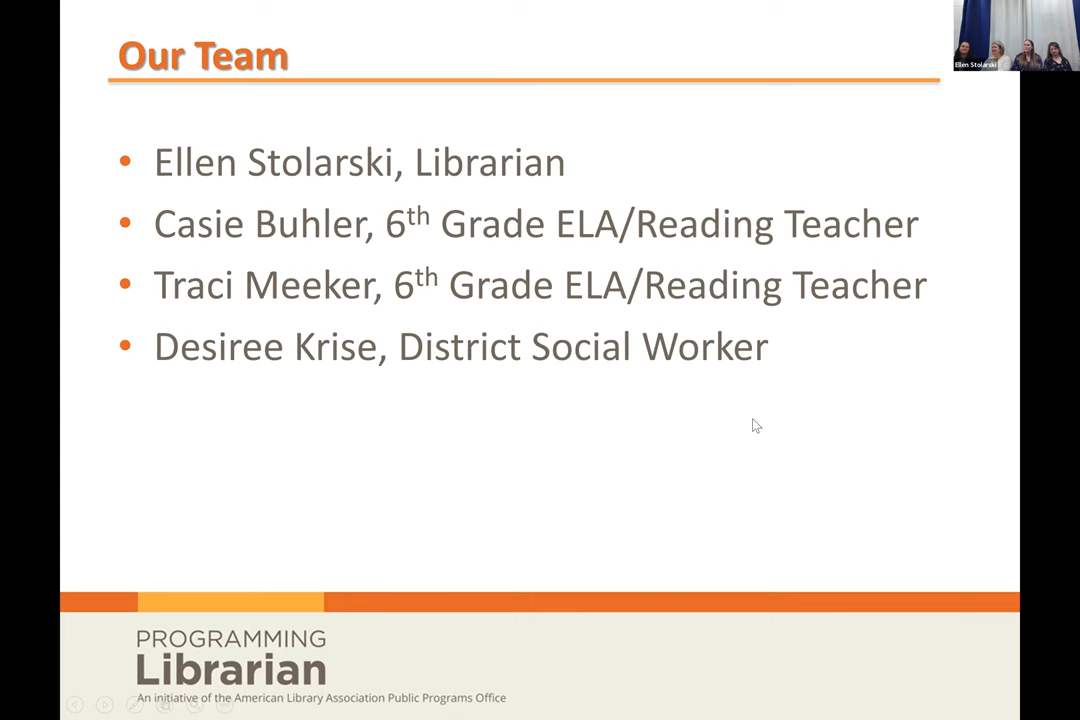 Our Team
Ellen Stolarski
• Ellen Stolarski, Librarian
• Casie Buhler, 6th Grade ELA/Reading Teacher
• Traci Meeker, 6th Grade ELA/Reading Teacher
• Desiree Krise, District Social Worker
PROGRAMMING
Librarian
An initiative of the American Library Association Public Programs Office